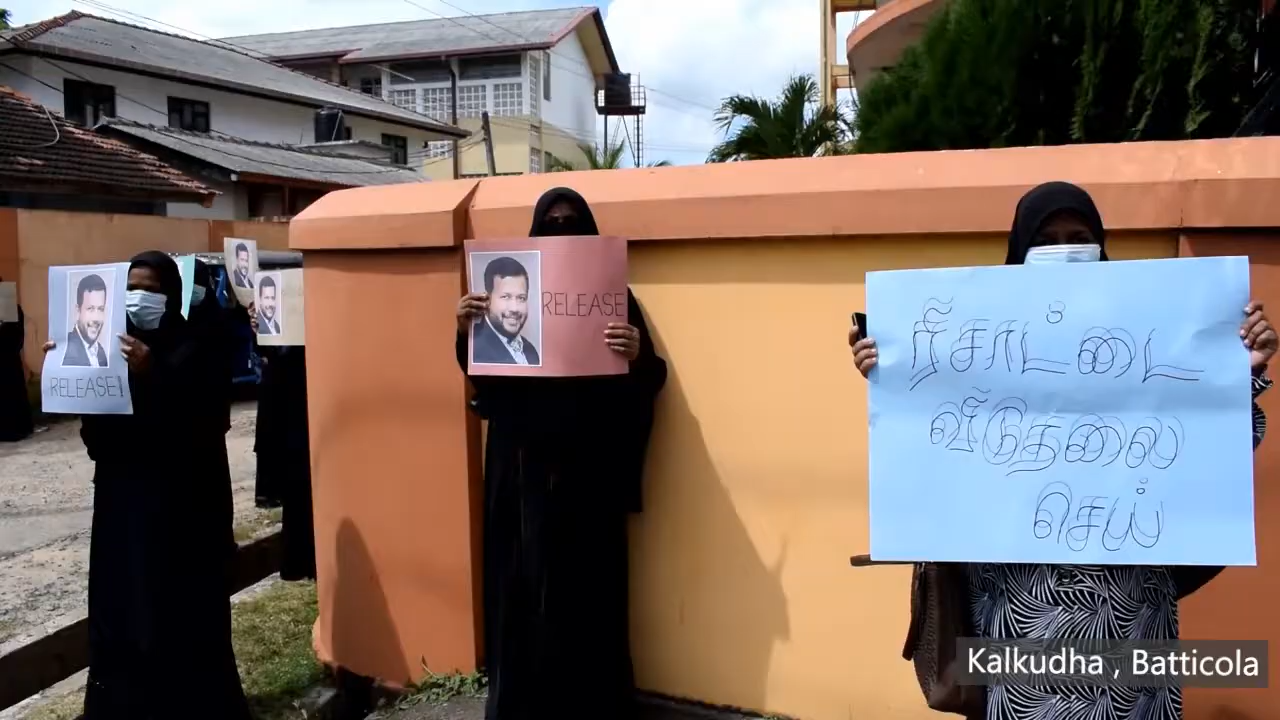 RELEASE!
RELEASE
ரிசாட்டை
விடுதலை
செய்
Kalkudha , Batticola